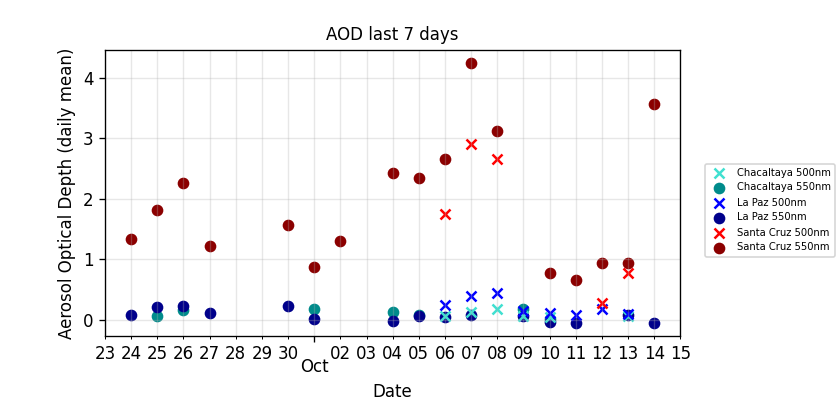 AOD last 7 days
Aerosol Optical Depth (daily mean)
4
3
2
1
0
23 24 25 26 27 28 29 30 02 03 04 05 06 07 08 09 10 11 12 13 14 15
Oct
Date
Chacaltaya 500nm
Chacaltaya 550nm
La Paz 500nm
La Paz 550nm
Santa Cruz 500nm
Santa Cruz 550nm